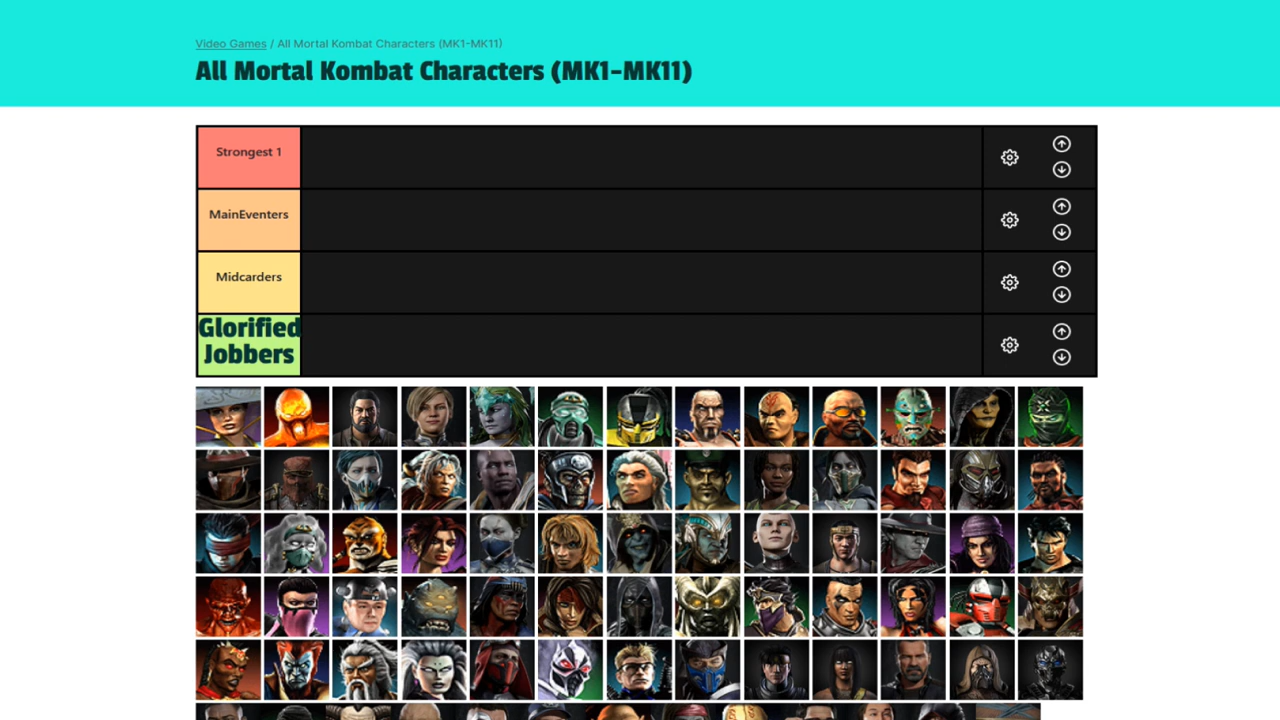 Video Games / All Mortal Kombat Characters (MK1-MK11)
All Mortal Kombat Characters (MK1-MK11)
Strongest 1
MainEventers
Midcarders
Glorified
Jobbers